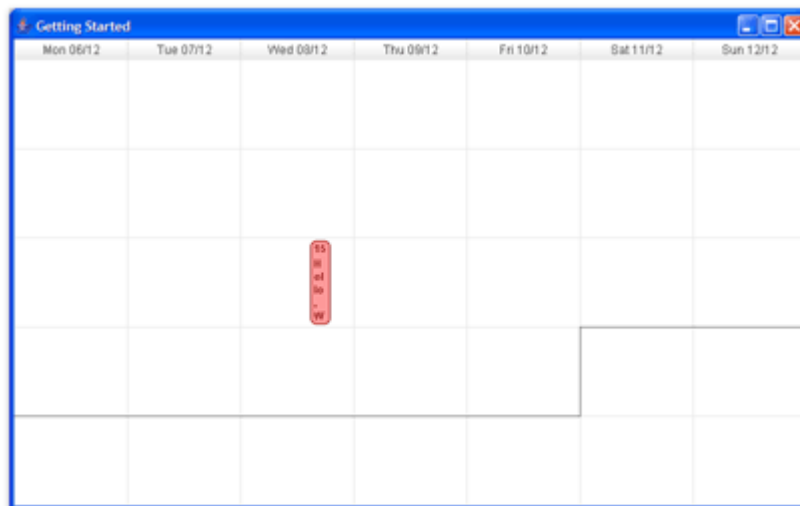 Getting Started
Mon 06/12 Tue 07/12 Wed 08/12 Thu 09/12 Fri 10/12 Sat 11/12 Sun 12/12
15
H
el
lo
,
W